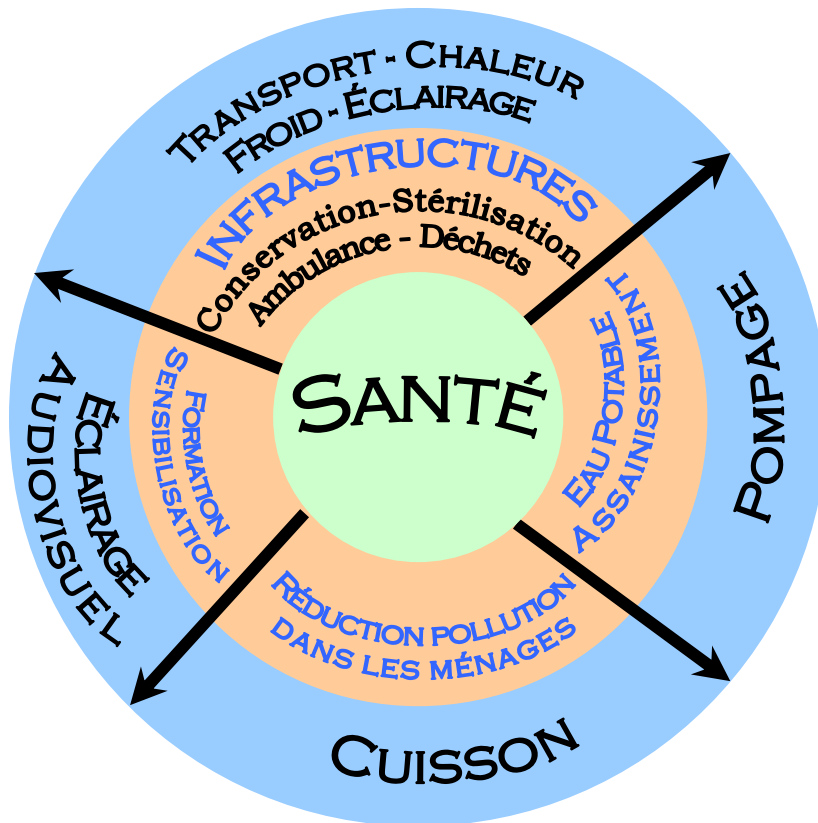 TRANSPORT - CHALEUR
FROID - ÉCLAIRAGE
INFRASTRUCTURES
Conservation-Stérilisation
Ambulance - Déchets
SANTÉ
EAU POTABLE
ASSAINISSEMENT
POMPAGE
RÉDUCTION POLLUTION
DANS LES MÉNAGES
CUISSON
FORMATION
SENSIBILISATION
ÉCLAIRAGE
AUDIOVISUEL